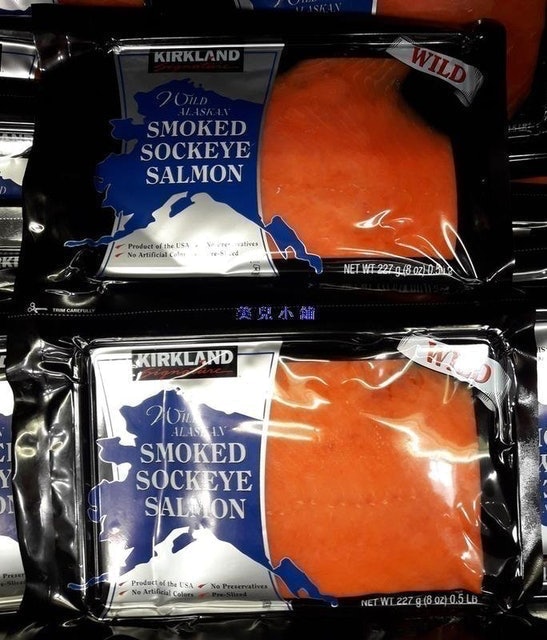 KIRKLAND
Signature
WILD
WILD
ALASKAN
SMOKED
SOCKEYE
SALMON
Product of the USA
No Preservatives
No Artificial Colors
Pre-Sliced
NET WT 227 g (8 oz) 0.5 LB
TRIM CAREFULLY
美兒小舖
KIRKLAND
Signature
WILD
WILD
ALASKAN
SMOKED
SOCKEYE
SALMON
Product of the USA
No Preservatives
No Artificial Colors
Pre-Sliced
NET WT 227 g (8 oz) 0.5 LB